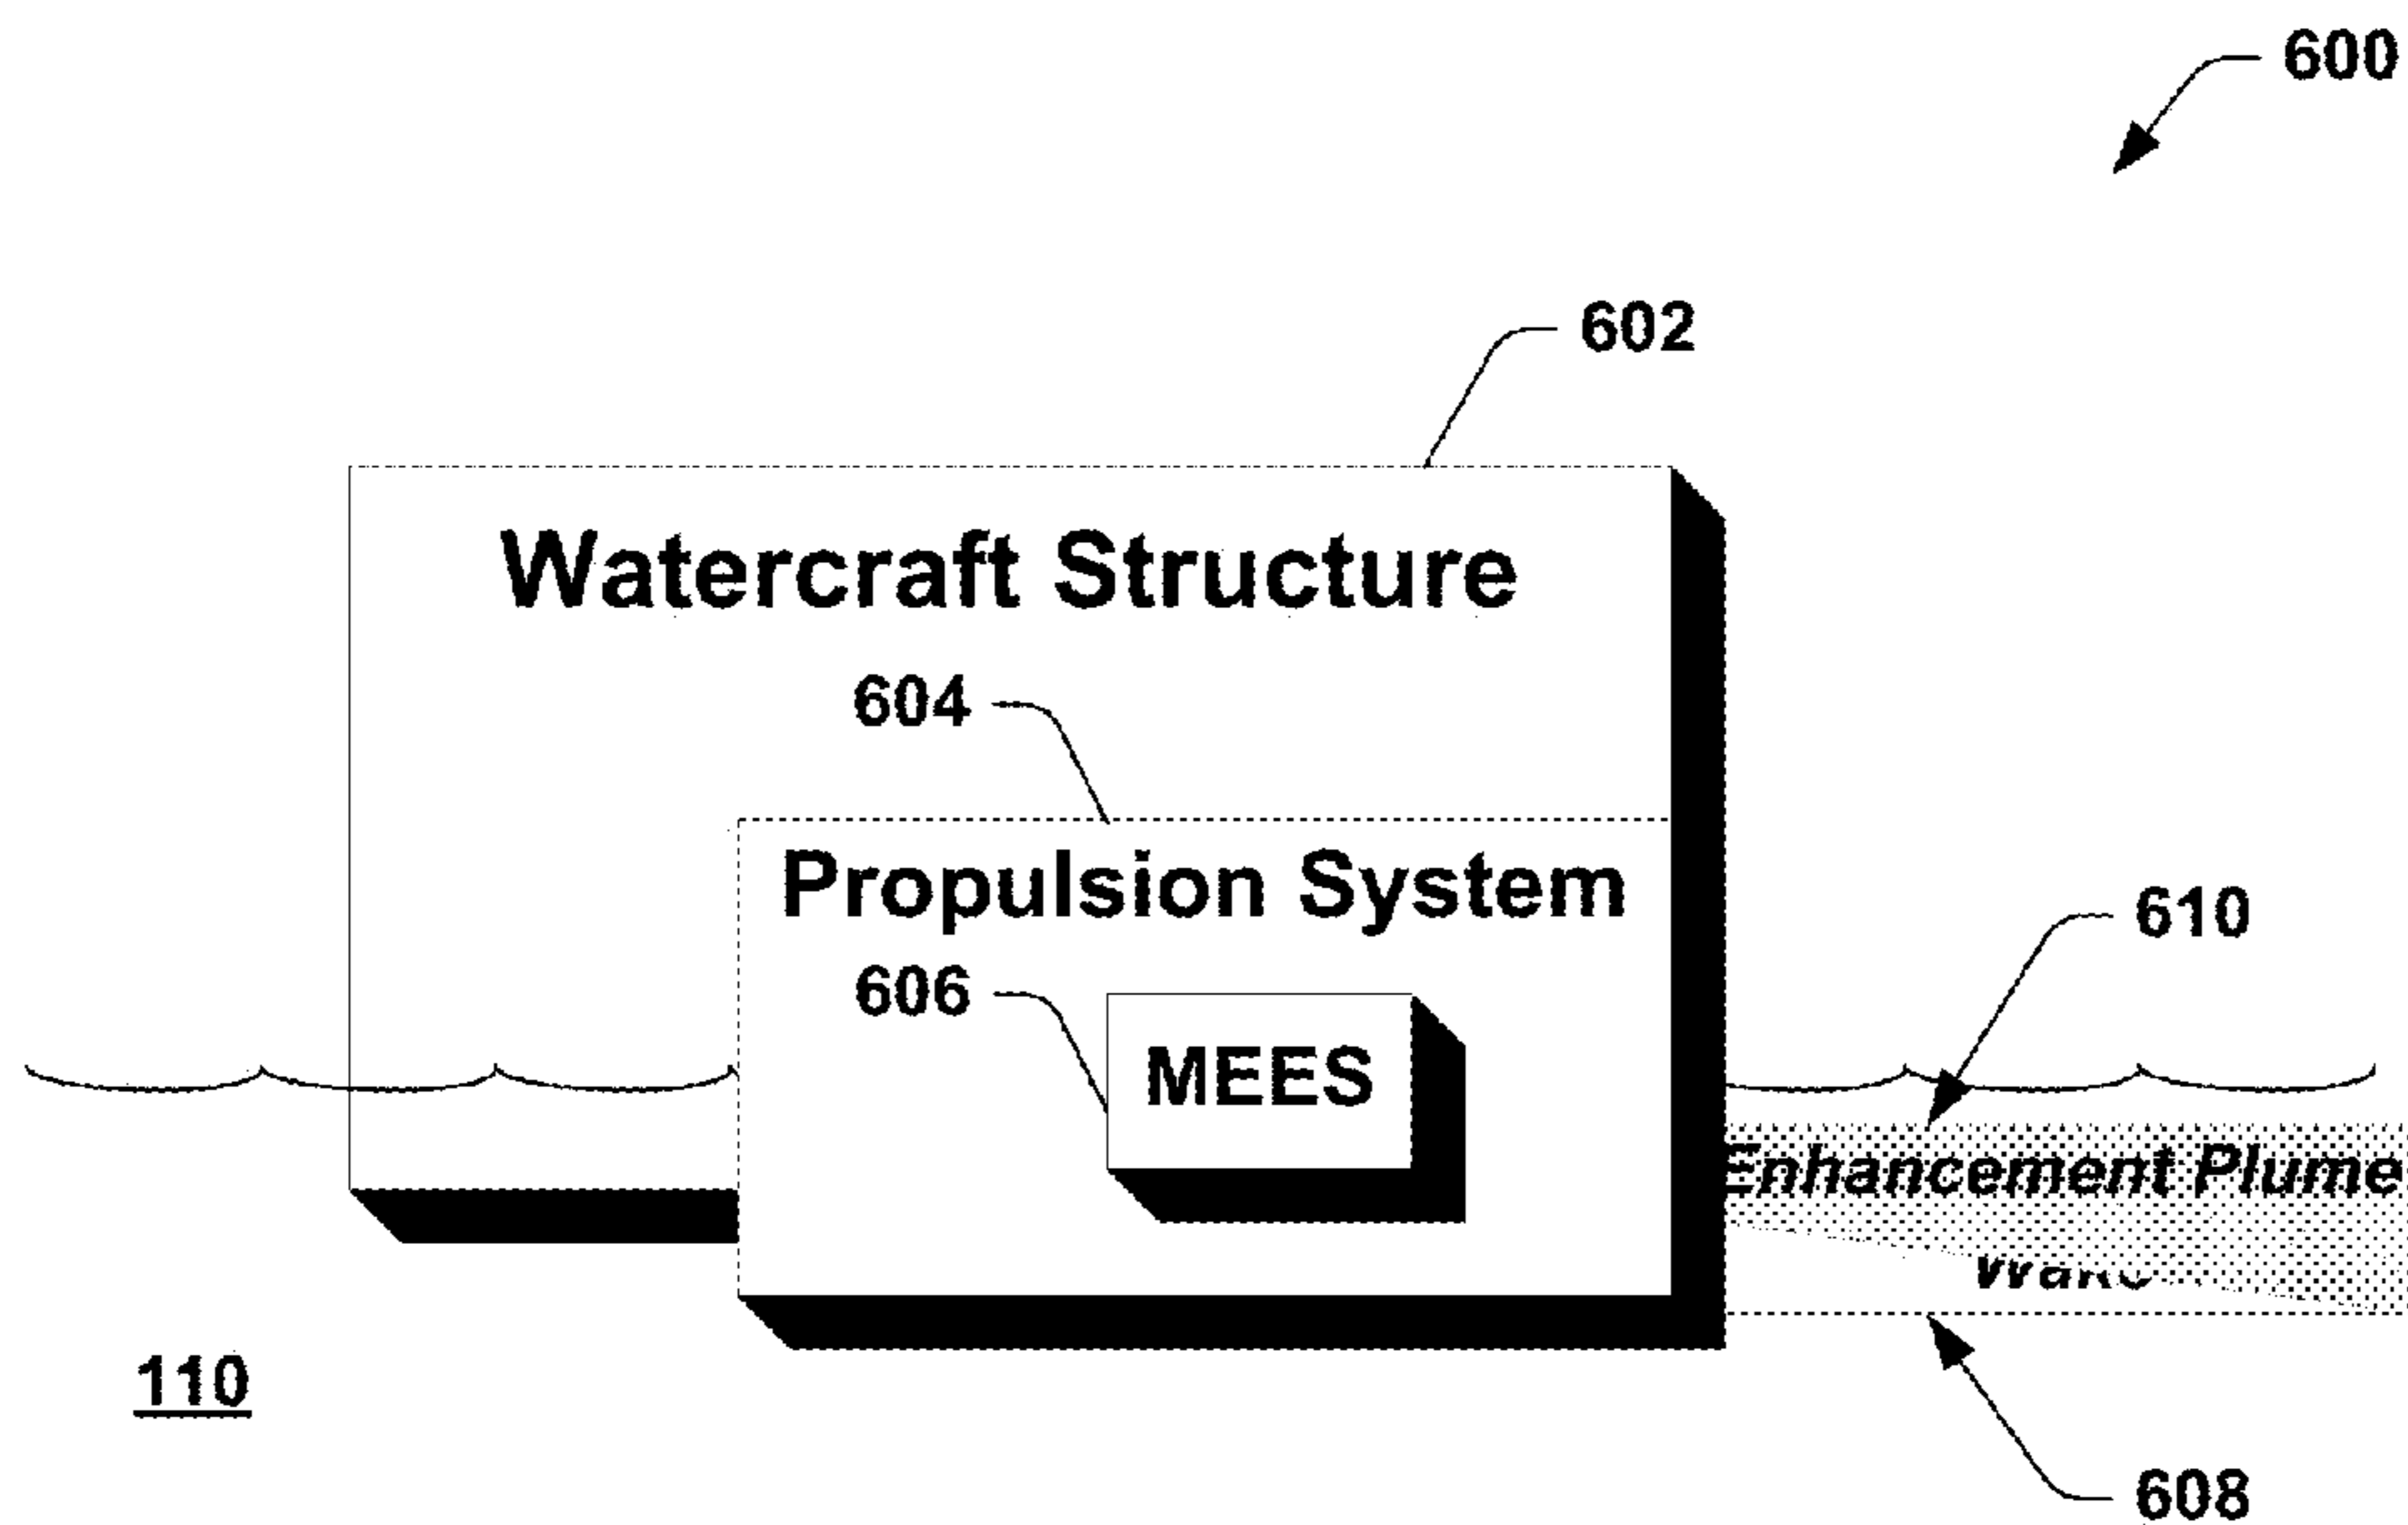 600
602
Watercraft Structure
604
Propulsion System
610
606
MEES
Enhancement Plume
110
608